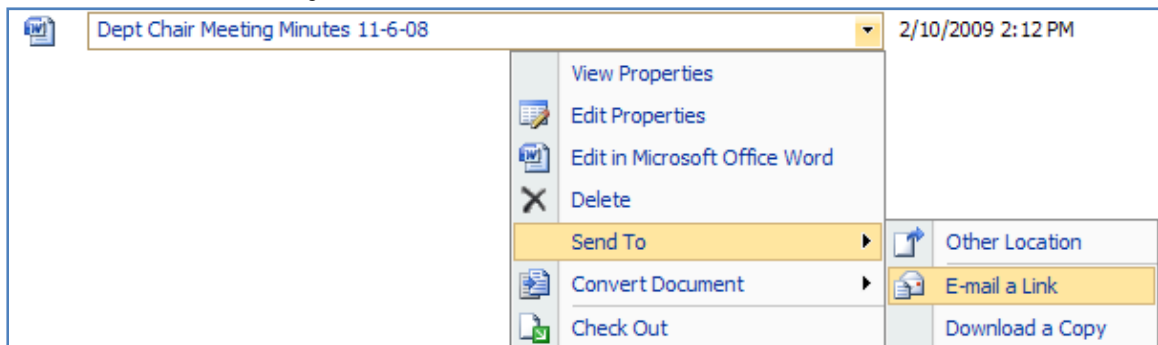 Dept Chair Meeting Minutes 11-6-08 2/10/2009 2:12 PM
View Properties
Edit Properties
Edit in Microsoft Office Word
Delete
Send To
Other Location
Convert Document
E-mail a Link
Check Out
Download a Copy